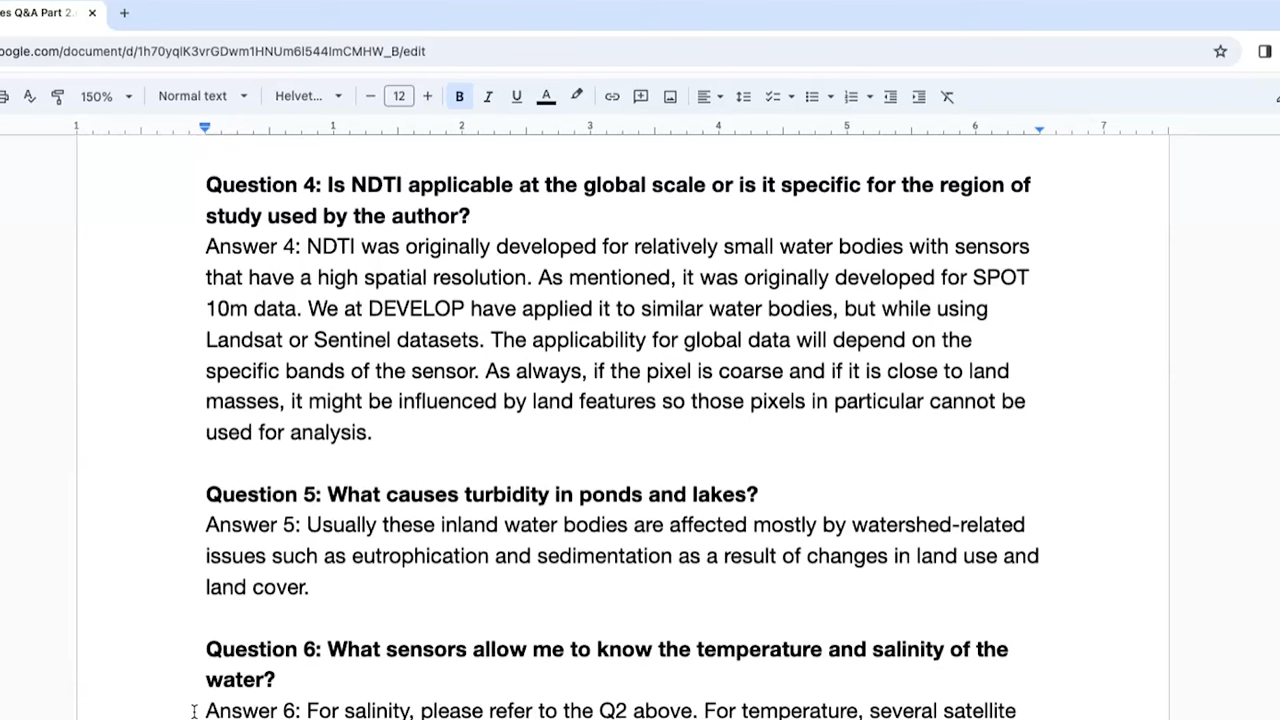 es Q&A Part 2.
oogle.com/document/d/1h70yqlK3vrGDwm1HNUm6I544ImCMHW_B/edit
150% Normal text Helvet... 12 B I U A
1 1 2 3 4 5 6 7
Question 4: Is NDTI applicable at the global scale or is it specific for the region of
study used by the author?
Answer 4: NDTI was originally developed for relatively small water bodies with sensors
that have a high spatial resolution. As mentioned, it was originally developed for SPOT
10m data. We at DEVELOP have applied it to similar water bodies, but while using
Landsat or Sentinel datasets. The applicability for global data will depend on the
specific bands of the sensor. As always, if the pixel is coarse and if it is close to land
masses, it might be influenced by land features so those pixels in particular cannot be
used for analysis.
Question 5: What causes turbidity in ponds and lakes?
Answer 5: Usually these inland water bodies are affected mostly by watershed-related
issues such as eutrophication and sedimentation as a result of changes in land use and
land cover.
Question 6: What sensors allow me to know the temperature and salinity of the
water?
Answer 6: For salinity, please refer to the Q2 above. For temperature, several satellite